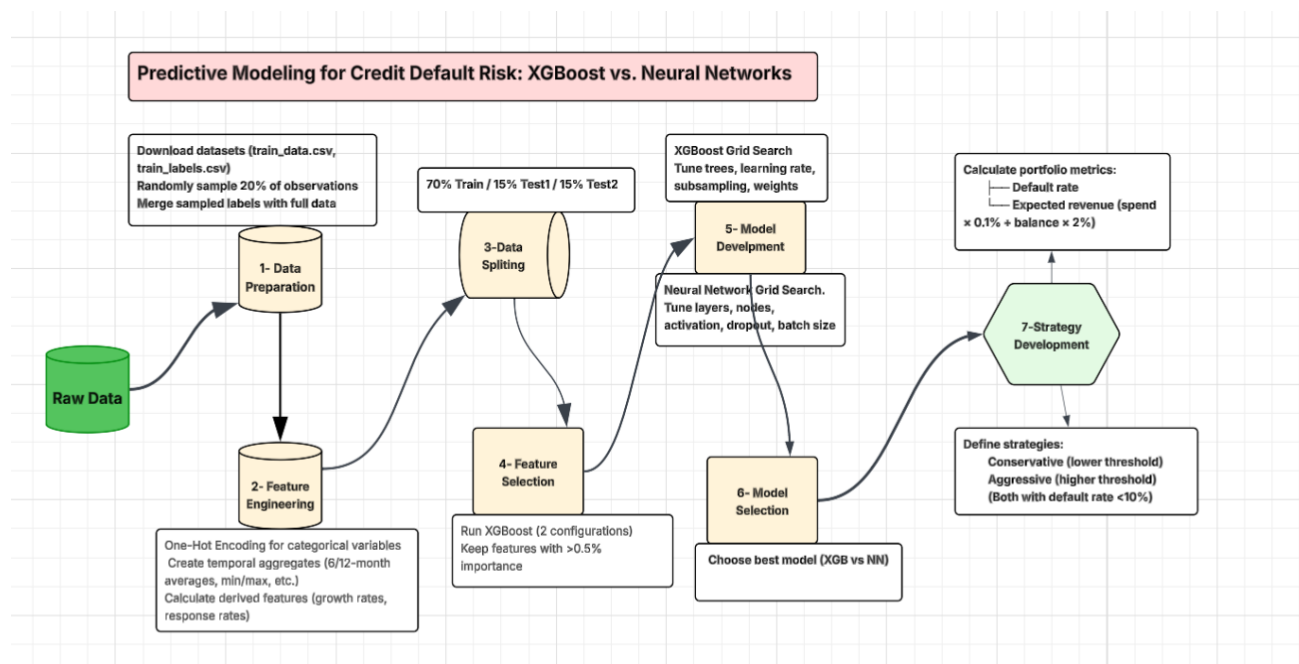 Predictive Modeling for Credit Default Risk: XGBoost vs. Neural Networks
Download datasets (train_data.csv,
train_labels.csv)
Randomly sample 20% of observations
Merge sampled labels with full data
1- Data
Preparation
Raw Data
2- Feature
Engineering
One-Hot Encoding for categorical variables
Create temporal aggregates (6/12-month
averages, min/max, etc.)
Calculate derived features (growth rates,
response rates)
70% Train / 15% Test1 / 15% Test2
3-Data
Spliting
4- Feature
Selection
Run XGBoost (2 configurations)
Keep features with >0.5%
importance
XGBoost Grid Search
Tune trees, learning rate,
subsampling, weights
5- Model
Develpment
Neural Network Grid Search.
Tune layers, nodes,
activation, dropout, batch size
6- Model
Selection
Choose best model (XGB vs NN)
Calculate portfolio metrics:
├── Default rate
└── Expected revenue (spend
× 0.1% + balance × 2%)
7-Strategy
Development
Define strategies:
Conservative (lower threshold)
Aggressive (higher threshold)
(Both with default rate <10%)